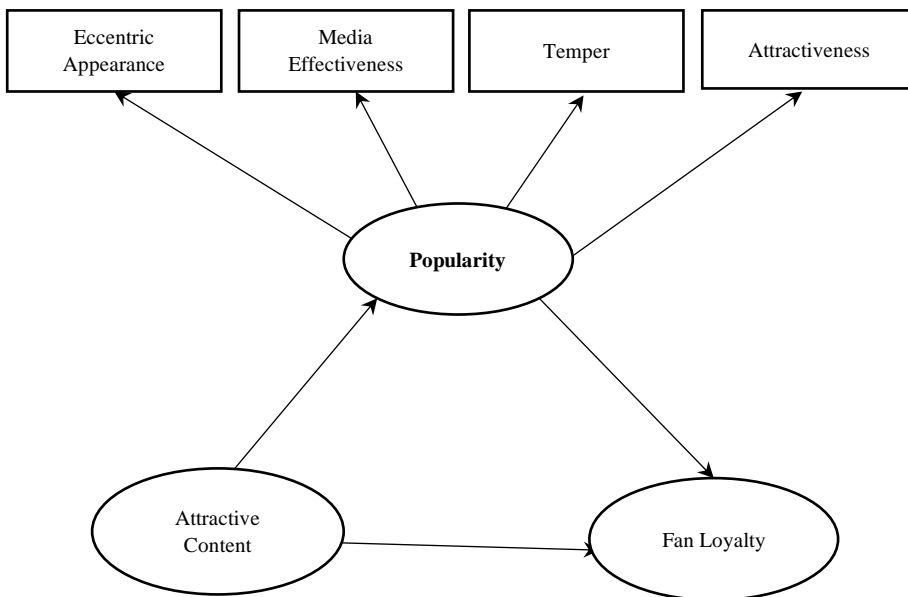 Eccentric
Appearance
Media
Effectiveness
Temper
Attractiveness
Popularity
Attractive
Content
Fan Loyalty